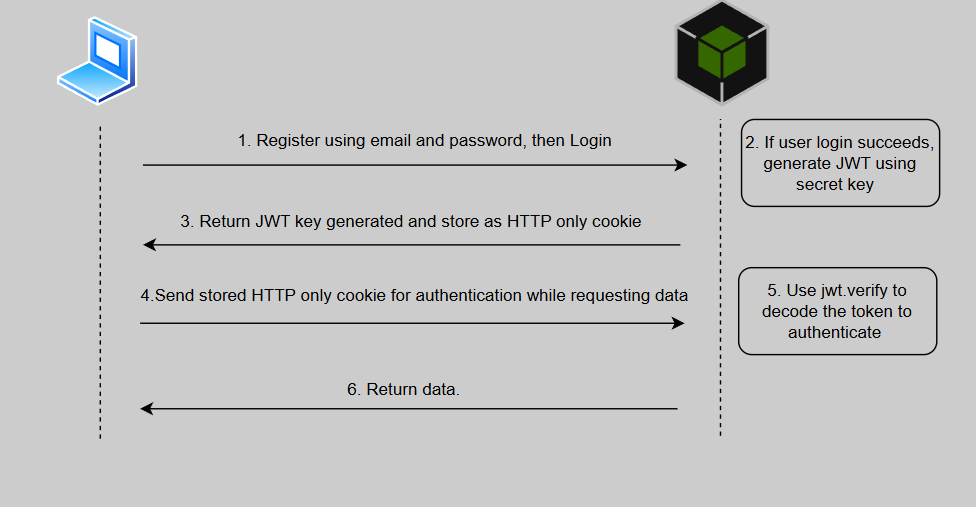 1. Register using email and password, then Login
2. If user login succeeds,
generate JWT using
secret key
3. Return JWT key generated and store as HTTP only cookie
4.Send stored HTTP only cookie for authentication while requesting data
5. Use jwt.verify to
decode the token to
authenticate
6. Return data.